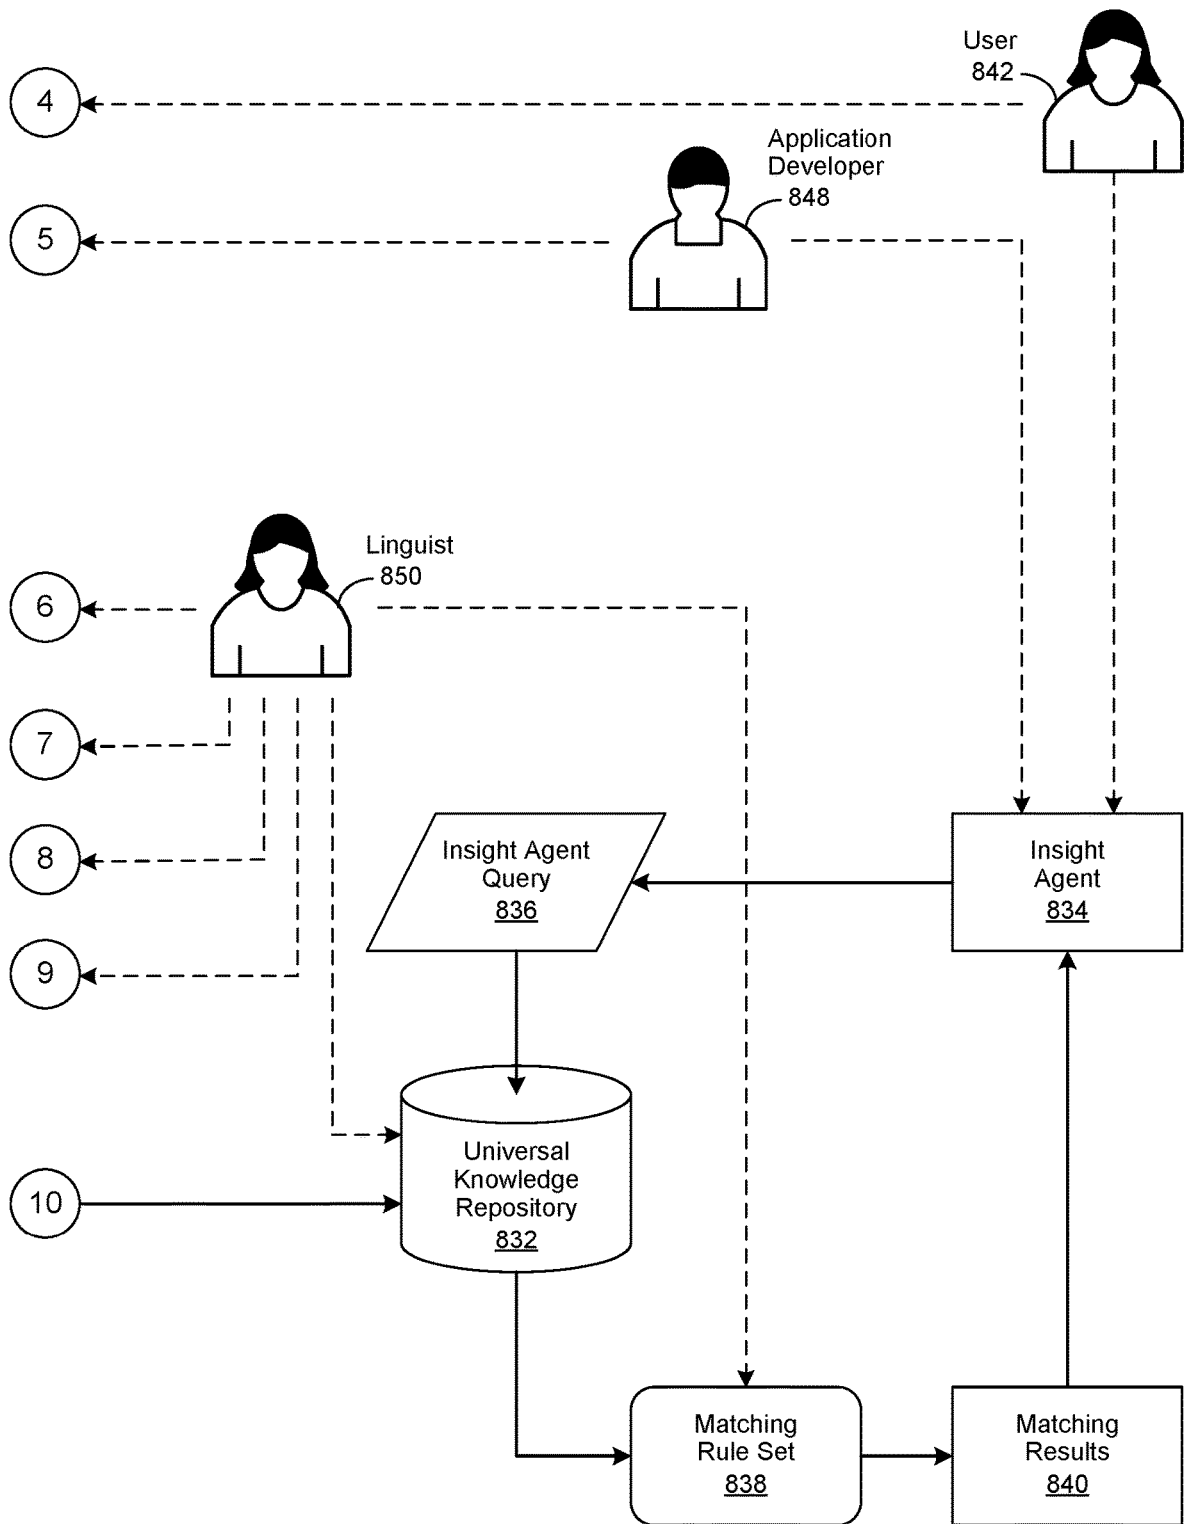 User
842
4
Application
Developer
848
5
Linguist
850
6
7
Insight Agent
Query
836
Insight
Agent
834
8
9
Universal
Knowledge
Repository
832
10
Matching
Rule Set
838
Matching
Results
840